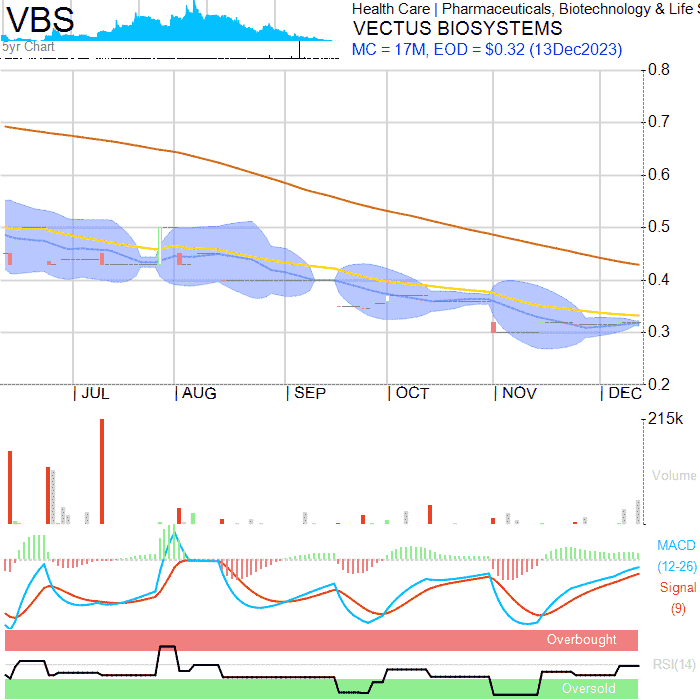 VBS
5yr Chart
Health Care | Pharmaceuticals, Biotechnology & Life S
VECTUS BIOSYSTEMS
MC = 17M, EOD = $0.32 (13Dec2023)
0.8
0.7
0.6
0.5
0.4
0.3
0.2
| JUL | AUG | SEP | OCT | NOV | DEC
215k
Volume
MACD
(12-26)
Signal
(9)
Overbought
RSI(14)
Oversold